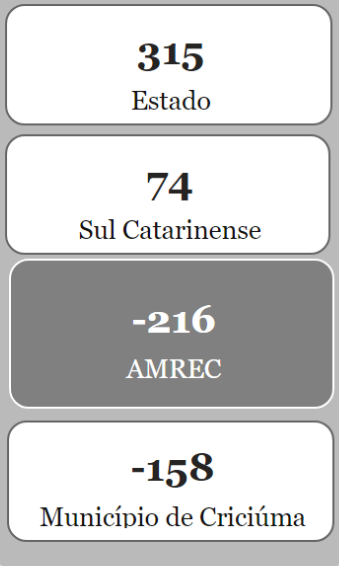 315
Estado
74
Sul Catarinense
-216
AMREC
-158
Município de Criciúma